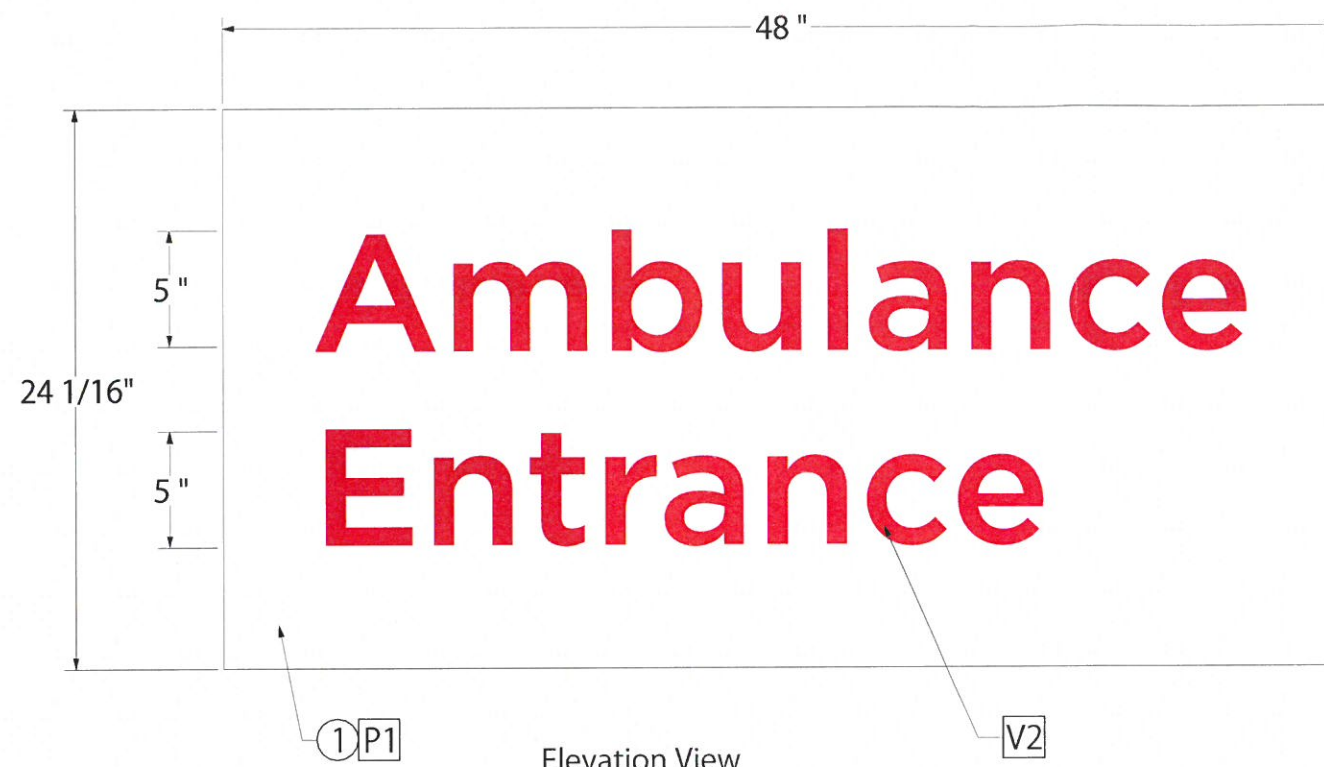 48 "
5 "
Ambulance
24 1/16"
5 "
Entrance
1 P1
V2
Elevation View